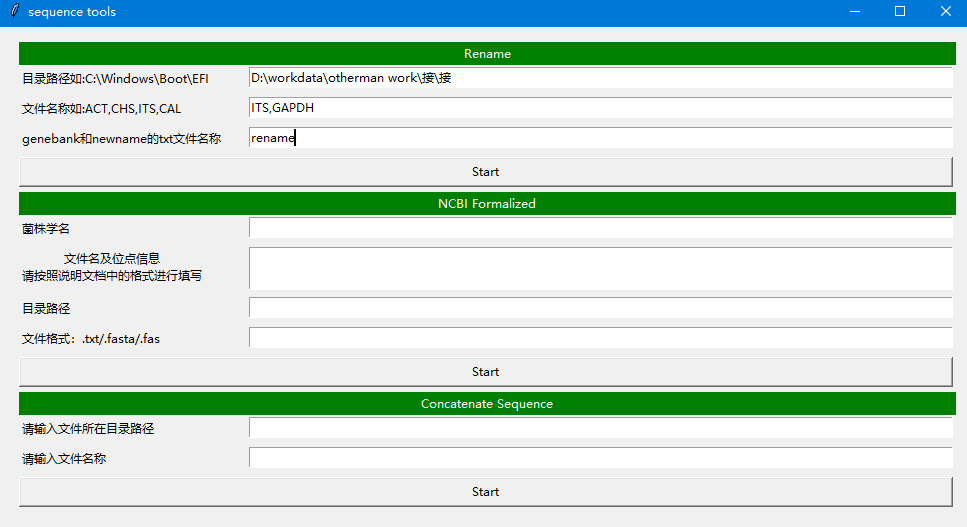 sequence tools
Rename
目录路径如:C:\Windows\Boot\EFI
D:\workdata\otherman work\接\接
文件名称如:ACT,CHS,ITS,CAL
ITS,GAPDH
genebank和newname的txt文件名称
rename
Start
NCBI Formalized
菌株学名
文件名及位点信息
请按照说明文档中的格式进行填写
目录路径
文件格式：.txt/.fasta/.fas
Start
Concatenate Sequence
请输入文件所在目录路径
请输入文件名称
Start